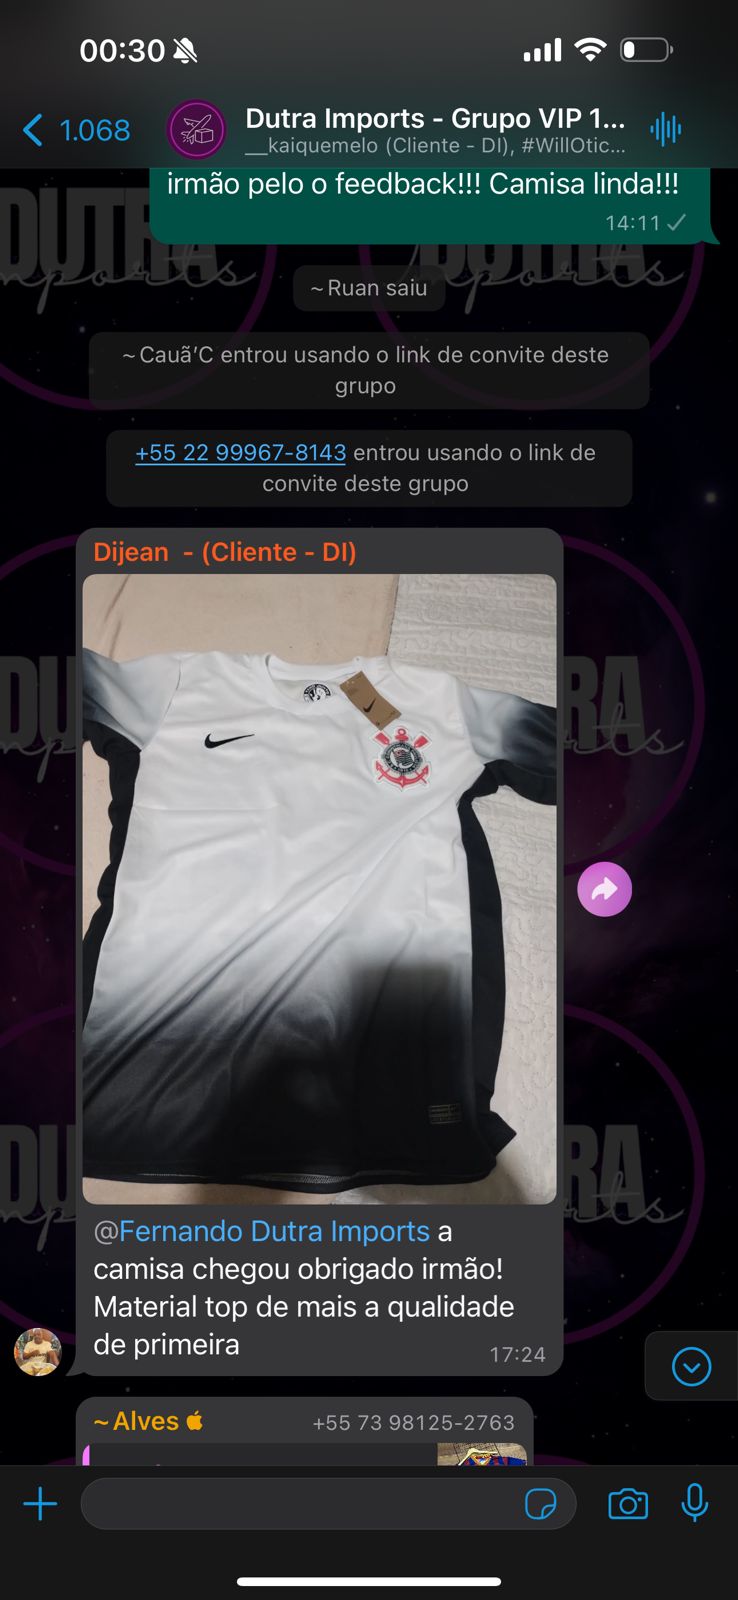 00:30
1.068
Dutra Imports - Grupo VIP 1...
__kaiquemelo (Cliente - DI), #WillOtic...
irmão pelo o feedback!!! Camisa linda!!!
14:11
~ Ruan saiu
~ Cauã’C entrou usando o link de convite deste
grupo
+55 22 99967-8143 entrou usando o link de
convite deste grupo
Dijean - (Cliente - DI)
@Fernando Dutra Imports a
camisa chegou obrigado irmão!
Material top de mais a qualidade
de primeira
17:24
~ Alves
+55 73 98125-2763